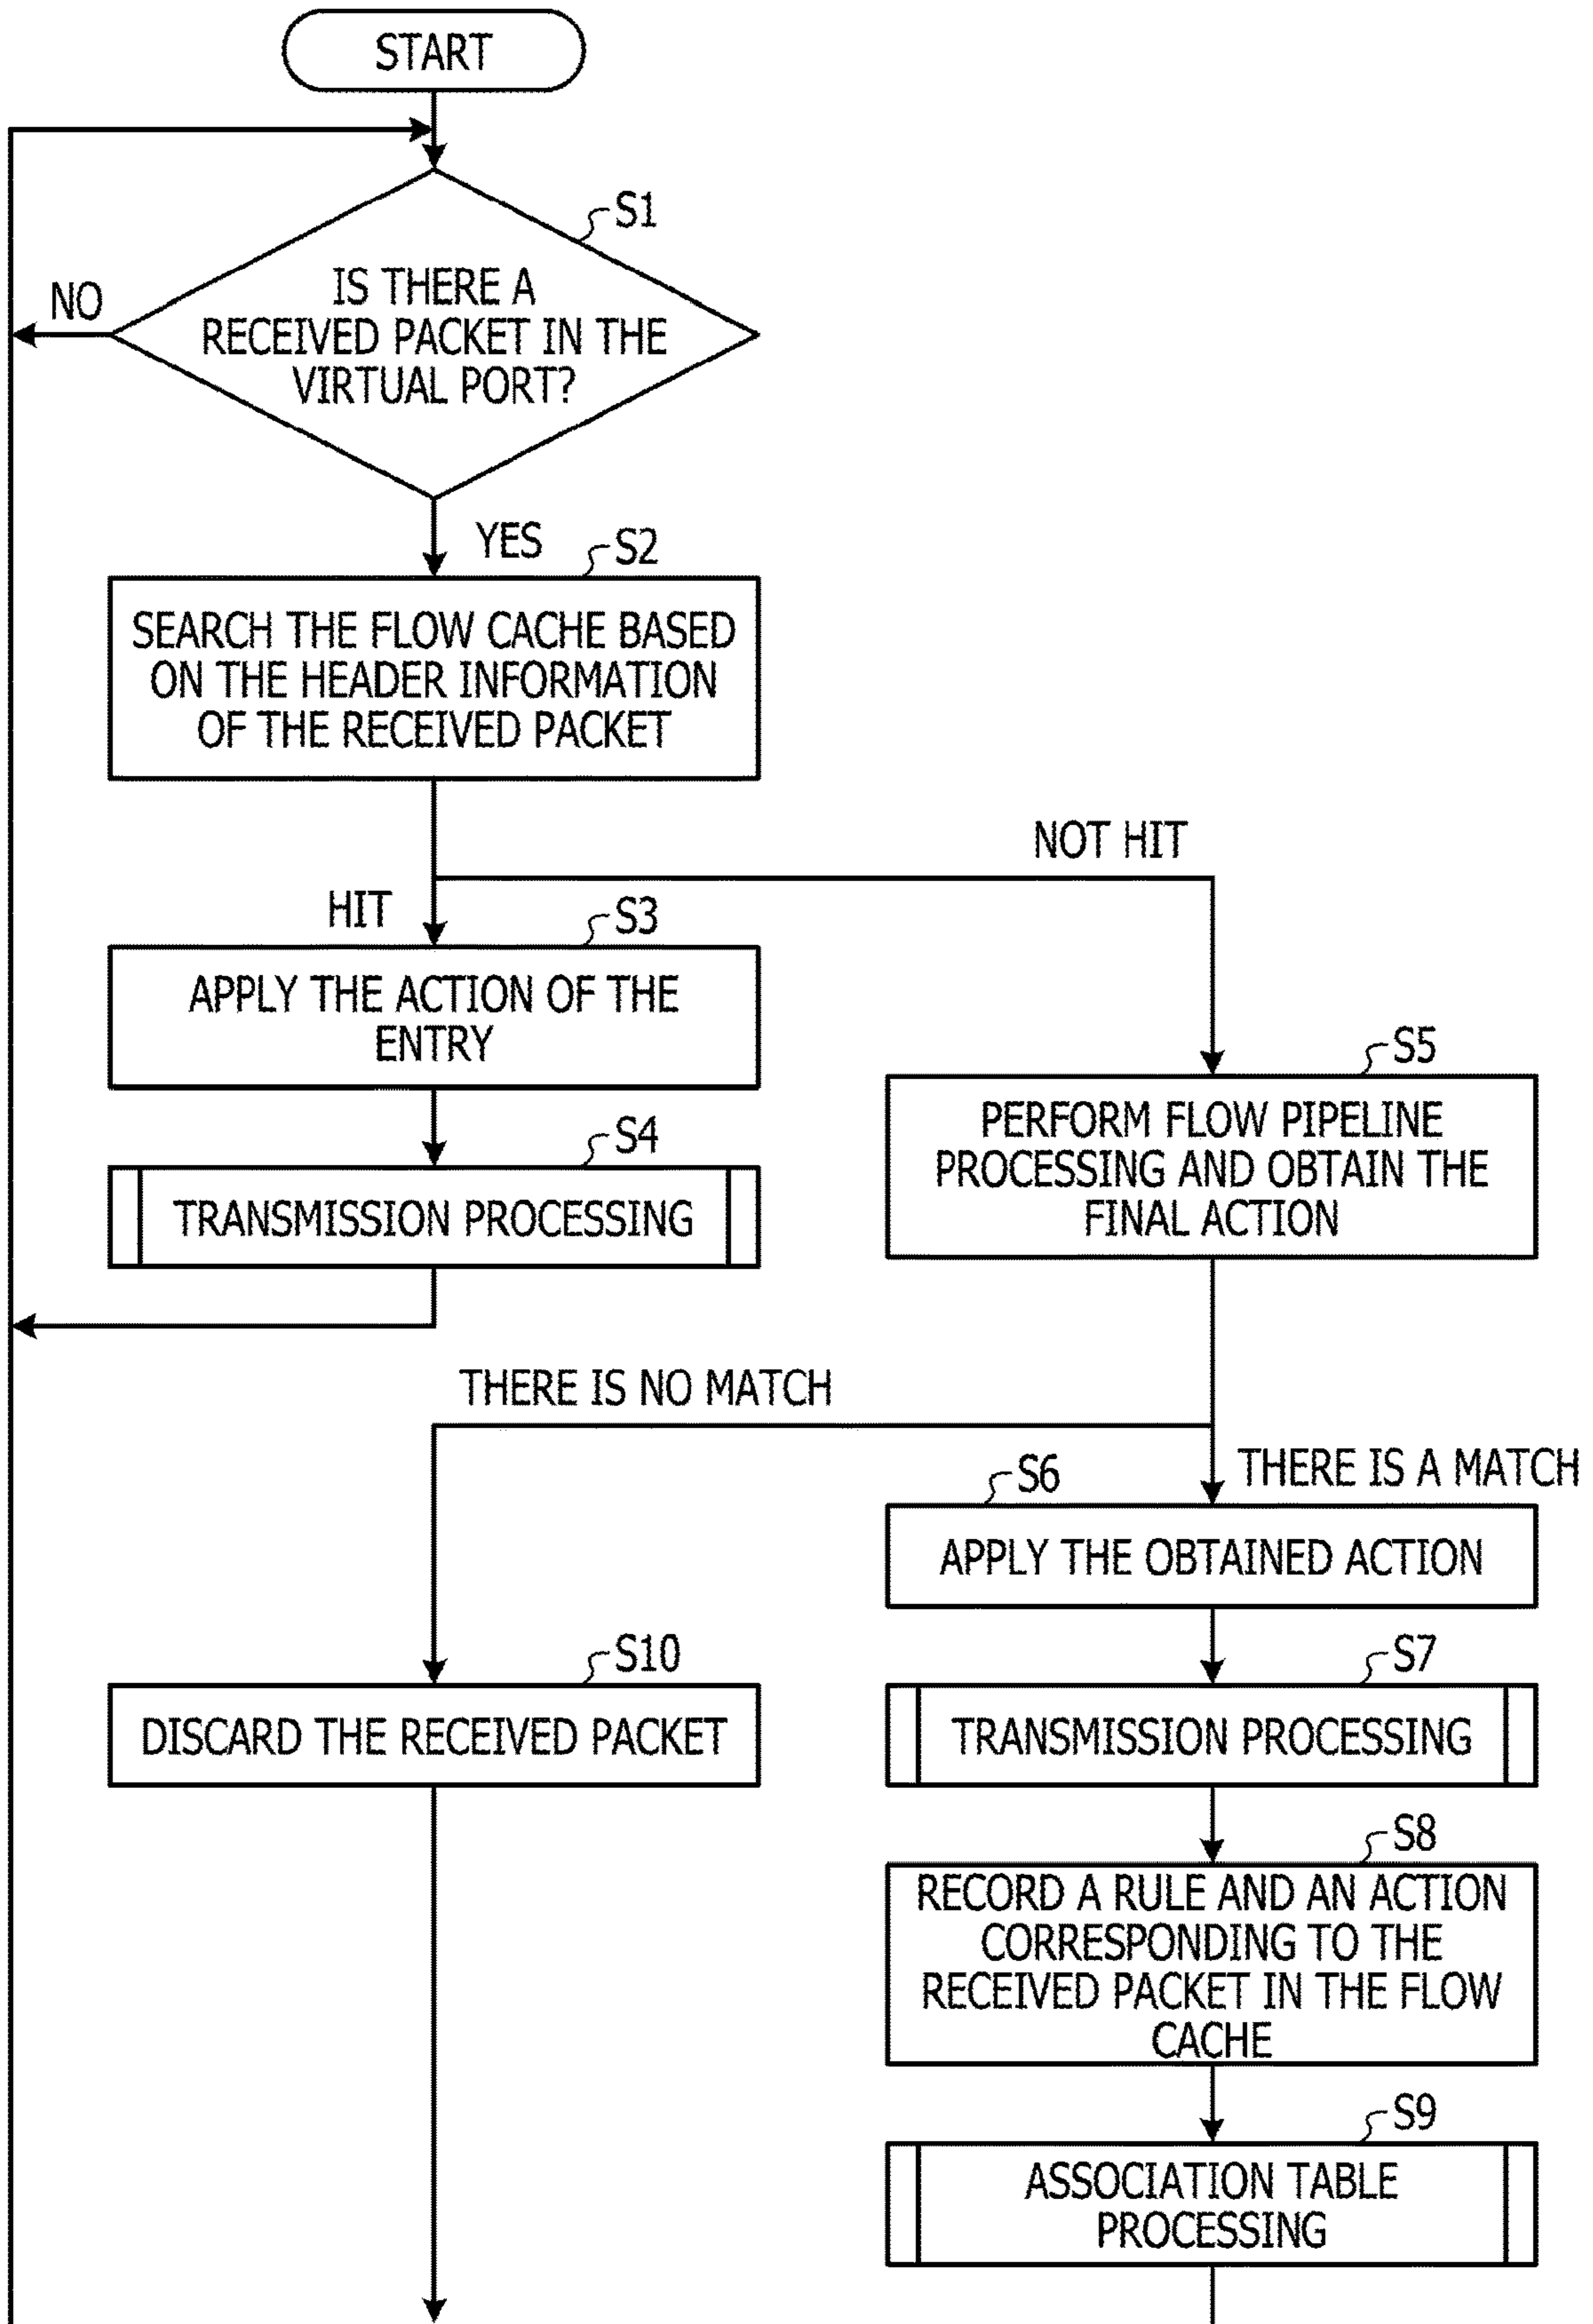 START
S1
IS THERE A
RECEIVED PACKET IN THE
VIRTUAL PORT?
NO
YES
S2
SEARCH THE FLOW CACHE BASED
ON THE HEADER INFORMATION
OF THE RECEIVED PACKET
NOT HIT
HIT
S3
APPLY THE ACTION OF THE
ENTRY
S4
TRANSMISSION PROCESSING
S5
PERFORM FLOW PIPELINE
PROCESSING AND OBTAIN THE
FINAL ACTION
THERE IS NO MATCH
THERE IS A MATCH
S6
APPLY THE OBTAINED ACTION
S10
DISCARD THE RECEIVED PACKET
S7
TRANSMISSION PROCESSING
S8
RECORD A RULE AND AN ACTION
CORRESPONDING TO THE
RECEIVED PACKET IN THE FLOW
CACHE
S9
ASSOCIATION TABLE
PROCESSING